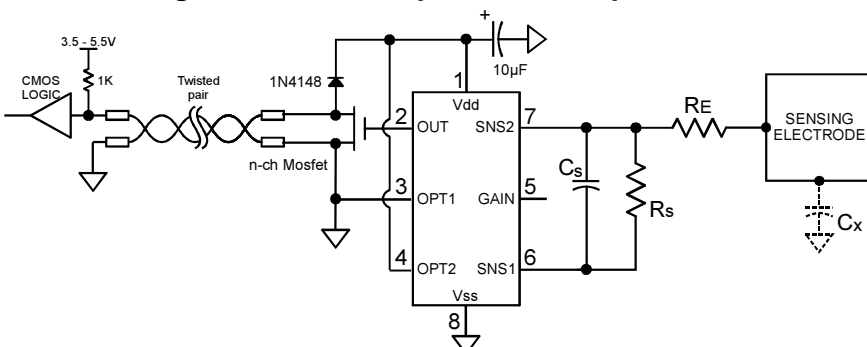 3.5 - 5.5V
CMOS
LOGIC
1K
Twisted
pair
1N4148
n-ch Mosfet
+
10µF
1
Vdd
2
OUT
3
OPT1
4
OPT2
SNS2
7
GAIN
5
SNS1
6
Vss
8
Cs
Rs
RE
SENSING
ELECTRODE
Cx